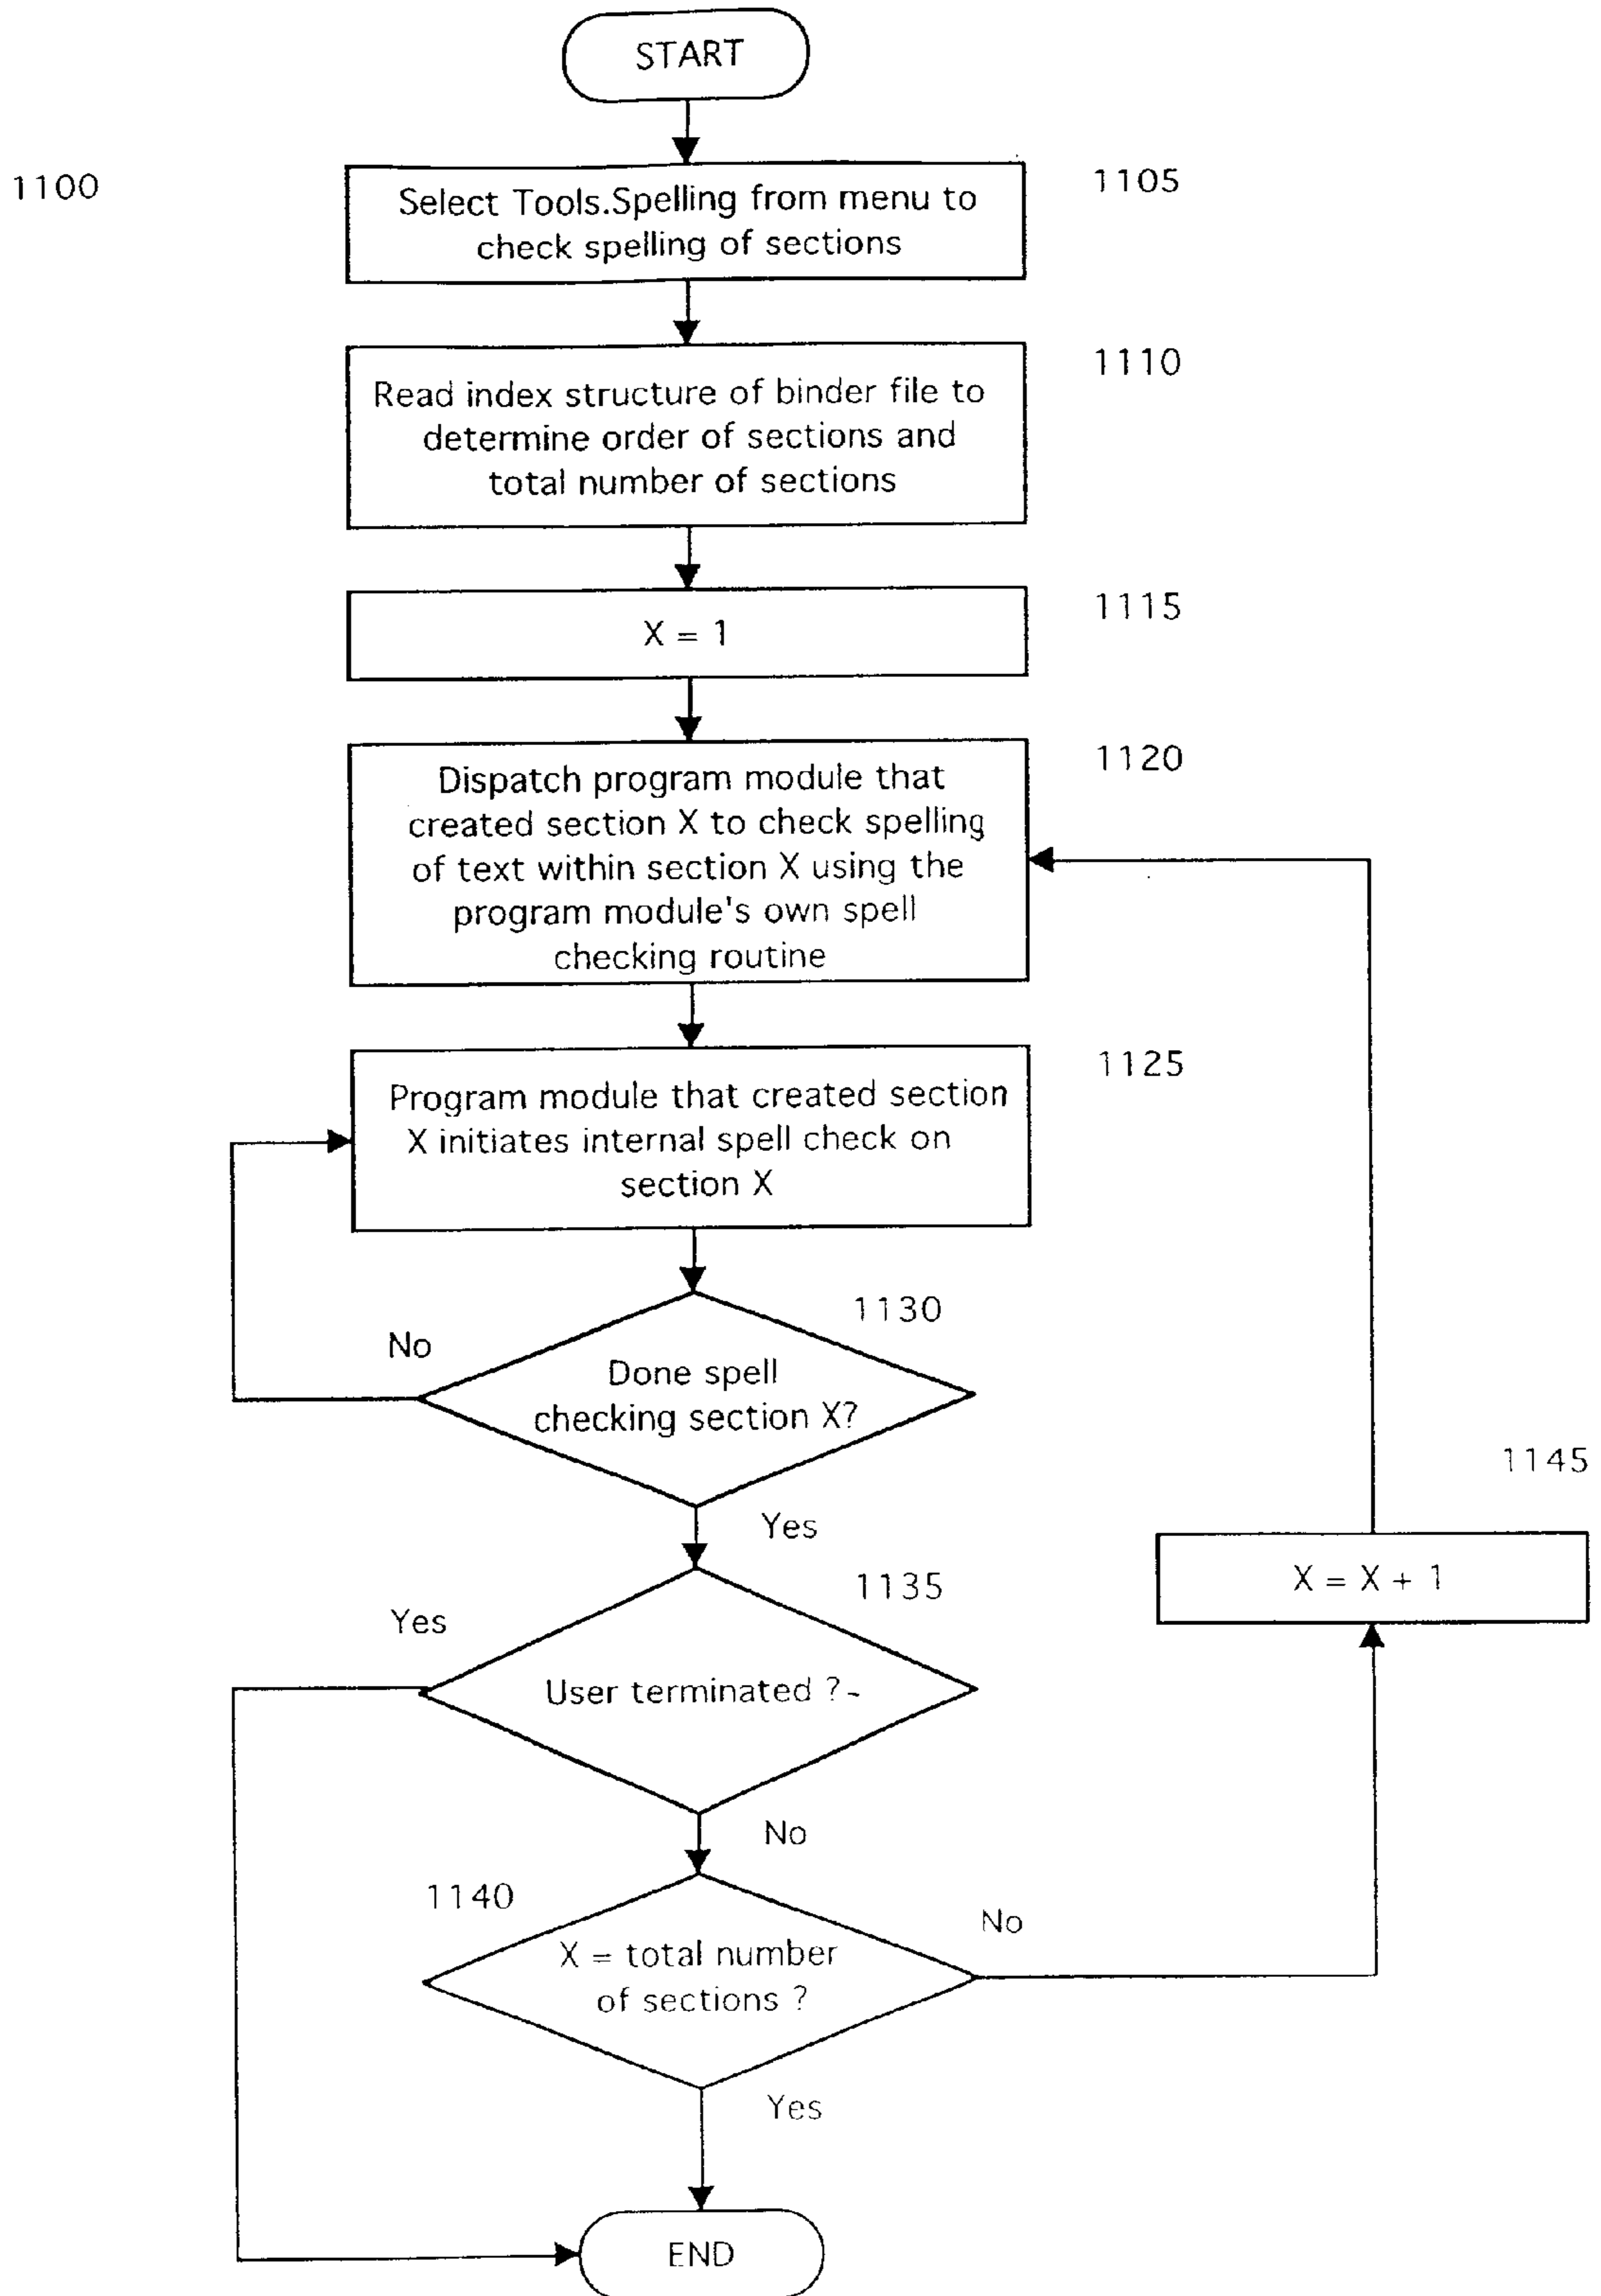 START
1100
1105
Select Tools.Spelling from menu to
check spelling of sections
1110
Read index structure of binder file to
determine order of sections and
total number of sections
1115
X = 1
1120
Dispatch program module that
created section X to check spelling
of text within section X using the
program module's own spell
checking routine
1125
Program module that created section
X initiates internal spell check on
section X
1130
No
Done spell
checking section X?
1145
Yes
X = X + 1
1135
Yes
User terminated ?
No
1140
No
X = total number
of sections ?
Yes
END